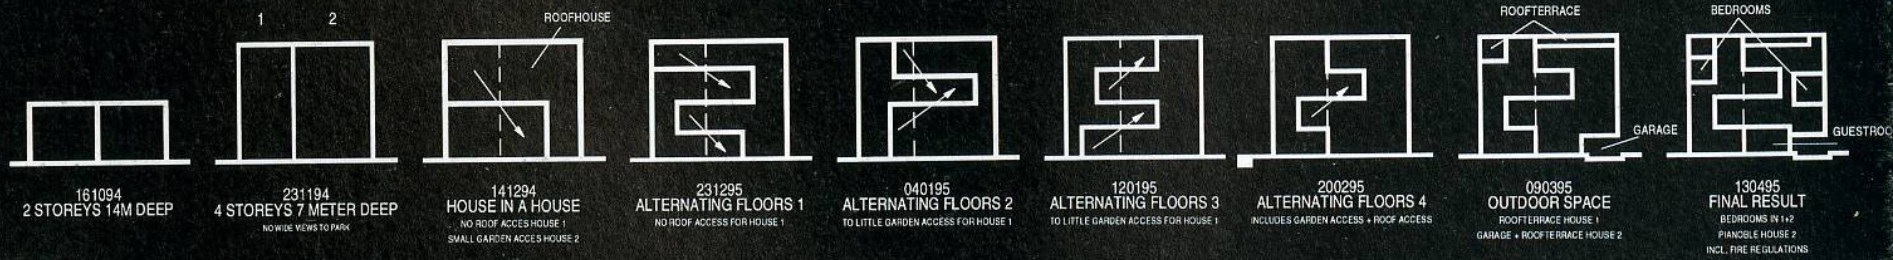 1 2
ROOFHOUSE
ROOFTERRACE
BEDROOMS
GARAGE
GUESTROO
161094
2 STOREYS 14M DEEP
231194
4 STOREYS 7 METER DEEP
NO WIDE VIEWS TO PARK
141294
HOUSE IN A HOUSE
NO ROOF ACCES HOUSE 1
SMALL GARDEN ACCES HOUSE 2
231295
ALTERNATING FLOORS 1
NO ROOF ACCESS FOR HOUSE 1
040195
ALTERNATING FLOORS 2
TO LITTLE GARDEN ACCESS FOR HOUSE 1
120195
ALTERNATING FLOORS 3
TO LITTLE GARDEN ACCESS FOR HOUSE 1
200295
ALTERNATING FLOORS 4
INCLUDES GARDEN ACCESS + ROOF ACCESS
090395
OUTDOOR SPACE
ROOFTERRACE HOUSE 1
GARAGE + ROOFTERRACE HOUSE 2
130495
FINAL RESULT
BEDROOMS IN 1+2
PIANOBLE HOUSE 2
INCL. FIRE REGULATIONS